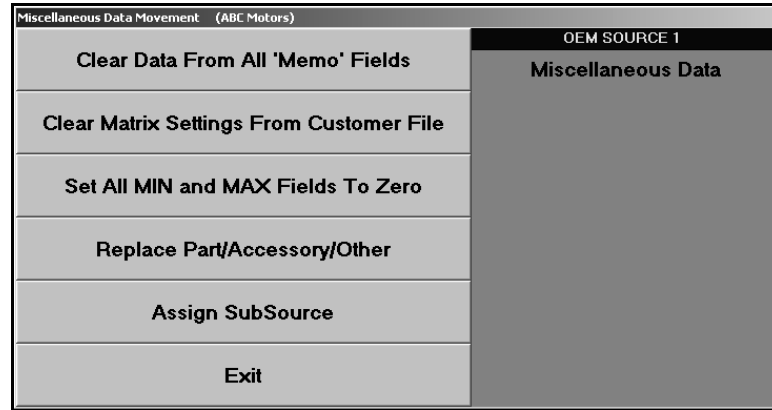 Miscellaneous Data Movement (ABC Motors)
Clear Data From All 'Memo' Fields
Clear Matrix Settings From Customer File
Set All MIN and MAX Fields To Zero
Replace Part/Accessory/Other
Assign SubSource
Exit
OEM SOURCE 1
Miscellaneous Data